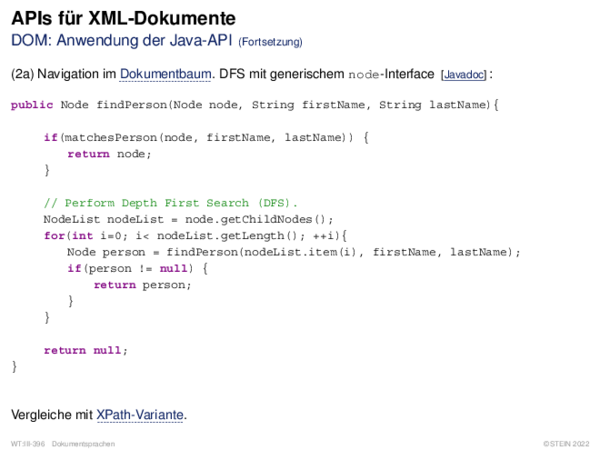 APIs für XML-Dokumente
DOM: Anwendung der Java-API (Fortsetzung)
(2a) Navigation im Dokumentbaum. DFS mit generischem node-Interface [Javadoc] :
public Node findPerson(Node node, String firstName, String lastName){
if(matchesPerson(node, firstName, lastName)) {
return node;
}
// Perform Depth First Search (DFS).
NodeList nodeList = node.getChildNodes();
for(int i=0; i< nodeList.getLength(); ++i){
Node person = findPerson(nodeList.item(i), firstName, lastName);
if(person != null) {
return person;
}
}
return null;
}
Vergleiche mit XPath-Variante.
WT:III-396 Dokumentsprachen ©STEIN 2022